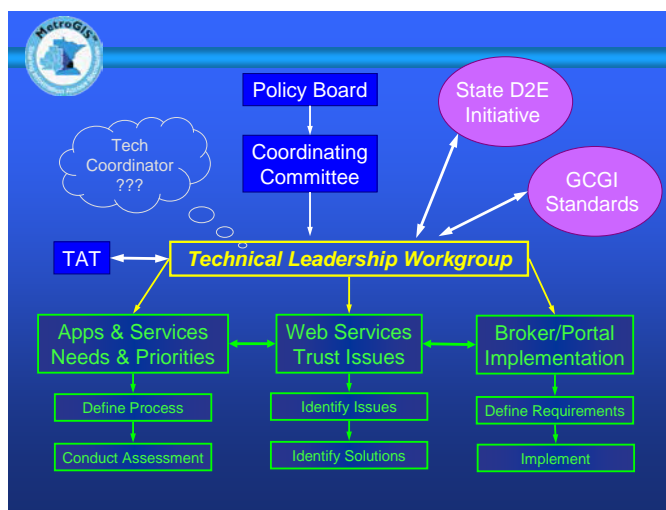 MetroGIS
Policy Board
State D2E
Initiative
Tech
Coordinator
???
Coordinating
Committee
GCGI
Standards
TAT
Technical Leadership Workgroup
Apps & Services
Needs & Priorities
Web Services
Trust Issues
Broker/Portal
Implementation
Define Process
Identify Issues
Define Requirements
Conduct Assessment
Identify Solutions
Implement